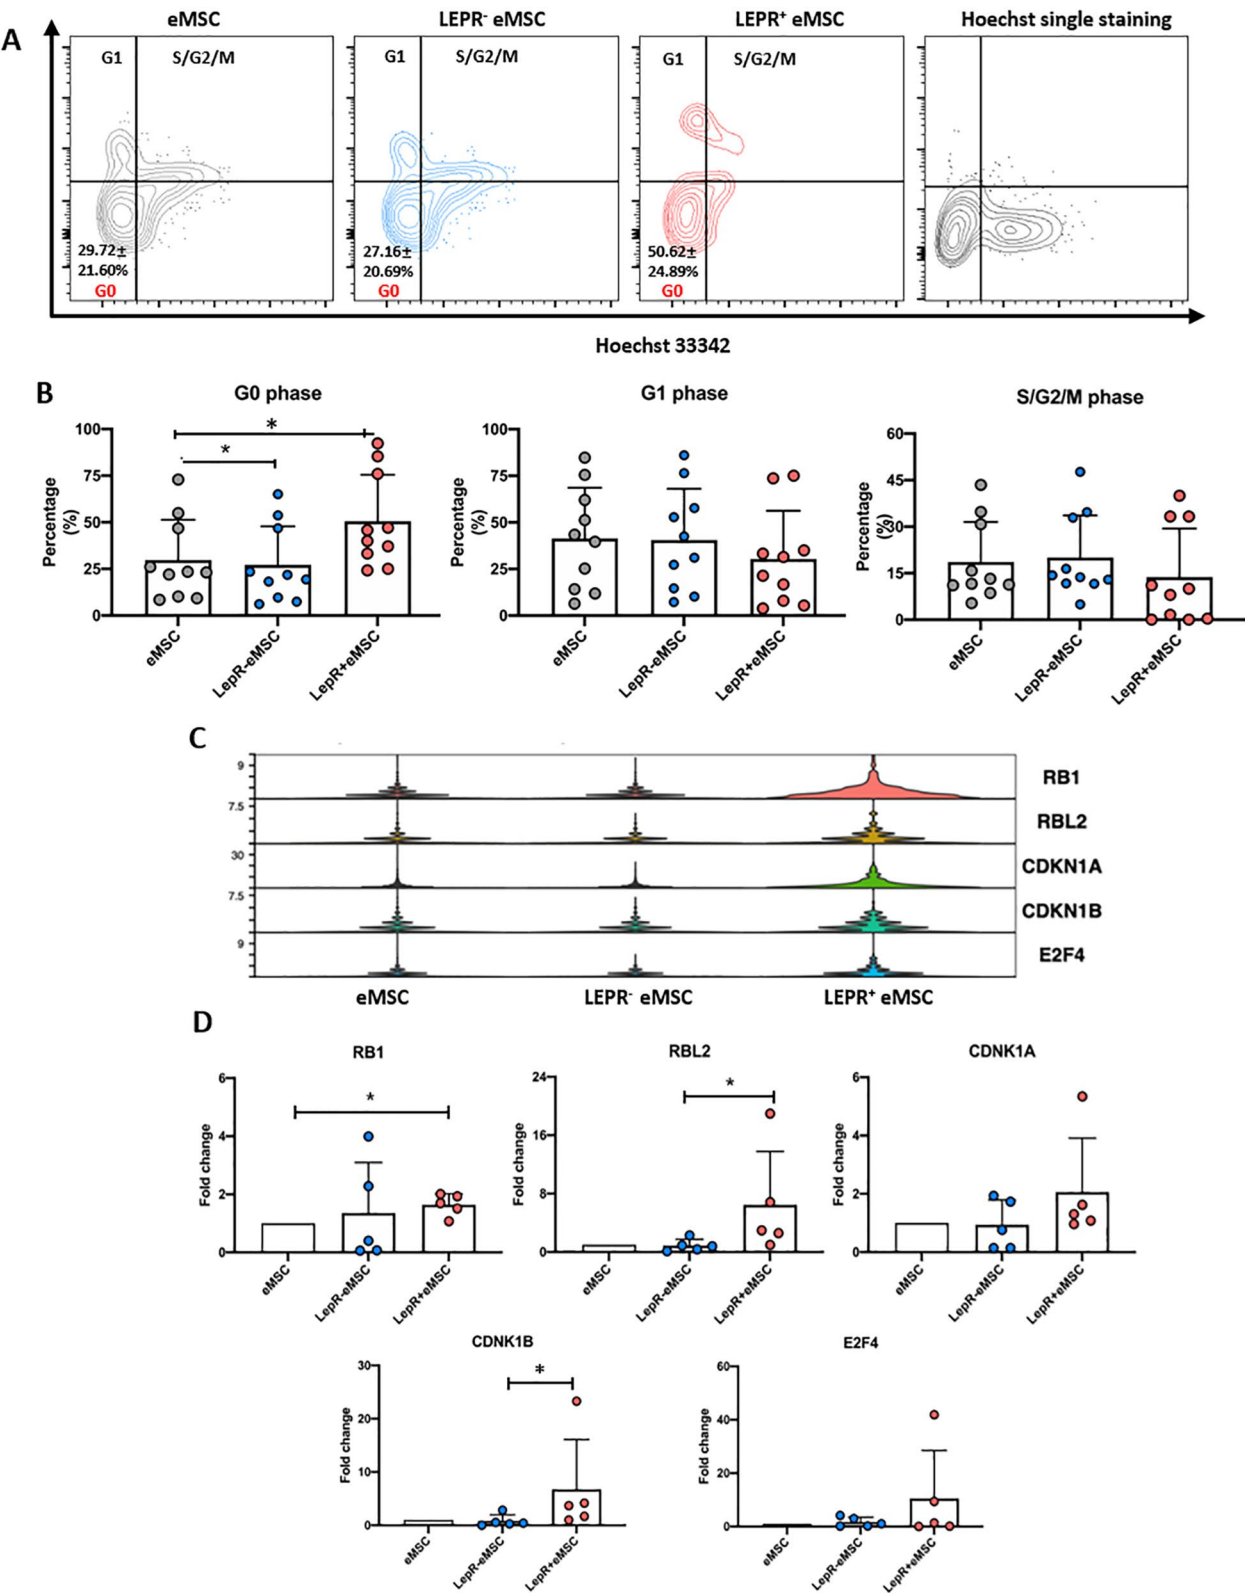 A
eMSC
LEPR⁻ eMSC
LEPR⁺ eMSC
Hoechst single staining
G1
S/G2/M
G1
S/G2/M
G1
S/G2/M
29.72±
21.60%
G0
27.16±
20.69%
G0
50.62±
24.89%
G0
Hoechst 33342
B
G0 phase
G1 phase
S/G2/M phase
Percentage
(%)
100
75
50
25
0
*
*
eMSC
LepR-eMSC
LepR+eMSC
Percentage
(%)
100
75
50
25
0
eMSC
LepR-eMSC
LepR+eMSC
Percentage
(%)
60
45
30
15
0
eMSC
LepR-eMSC
LepR+eMSC
C
9
RB1
7.5
RBL2
30
CDKN1A
7.5
CDKN1B
9
E2F4
eMSC
LEPR⁻ eMSC
LEPR⁺ eMSC
D
RB1
Fold change
6
4
2
0
*
eMSC
LepR-eMSC
LepR+eMSC
RBL2
Fold change
24
16
8
0
*
eMSC
LepR-eMSC
LepR+eMSC
CDNK1A
Fold change
6
4
2
0
eMSC
LepR-eMSC
LepR+eMSC
CDNK1B
Fold change
30
20
10
0
*
eMSC
LepR-eMSC
LepR+eMSC
E2F4
Fold change
60
40
20
0
eMSC
LepR-eMSC
LepR+eMSC